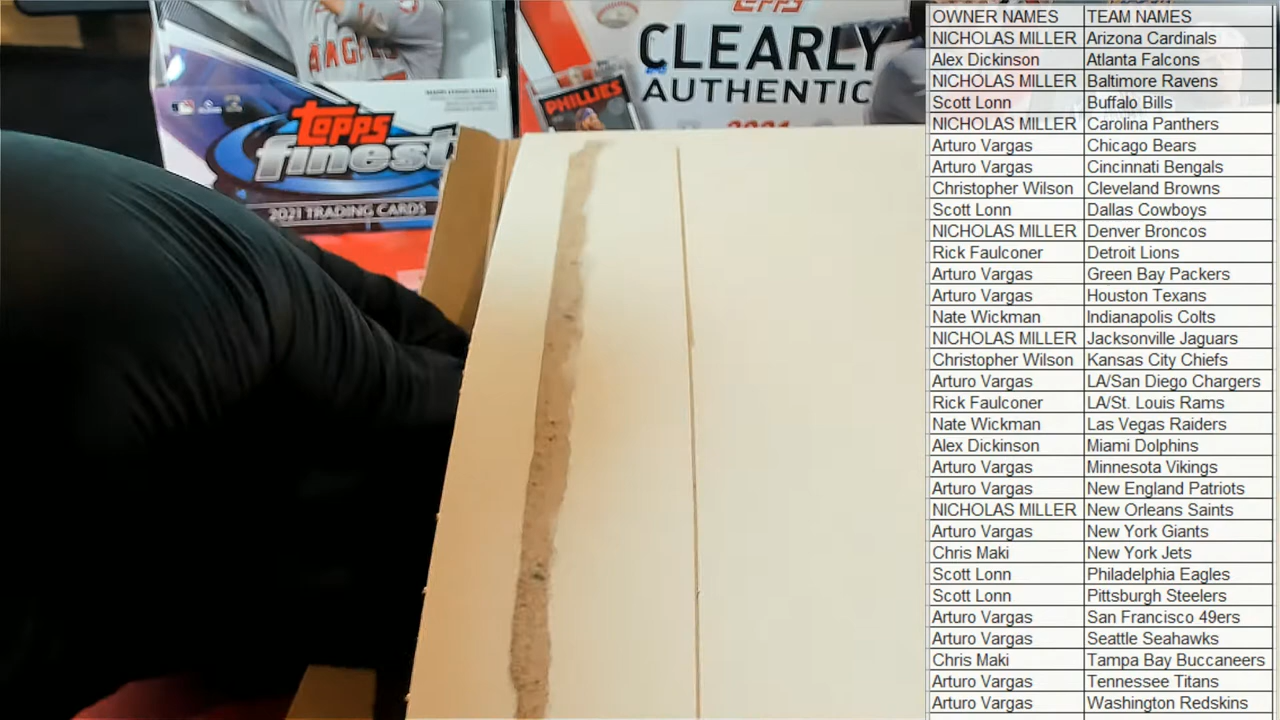 ANGELS
topps
finest
2021 TRADING CARDS
topps
CLEARLY
AUTHENTIC
PHILLIES
OWNER NAMES TEAM NAMES
NICHOLAS MILLER Arizona Cardinals
Alex Dickinson Atlanta Falcons
NICHOLAS MILLER Baltimore Ravens
Scott Lonn Buffalo Bills
NICHOLAS MILLER Carolina Panthers
Arturo Vargas Chicago Bears
Arturo Vargas Cincinnati Bengals
Christopher Wilson Cleveland Browns
Scott Lonn Dallas Cowboys
NICHOLAS MILLER Denver Broncos
Rick Faulconer Detroit Lions
Arturo Vargas Green Bay Packers
Arturo Vargas Houston Texans
Nate Wickman Indianapolis Colts
NICHOLAS MILLER Jacksonville Jaguars
Christopher Wilson Kansas City Chiefs
Arturo Vargas LA/San Diego Chargers
Rick Faulconer LA/St. Louis Rams
Nate Wickman Las Vegas Raiders
Alex Dickinson Miami Dolphins
Arturo Vargas Minnesota Vikings
Arturo Vargas New England Patriots
NICHOLAS MILLER New Orleans Saints
Arturo Vargas New York Giants
Chris Maki New York Jets
Scott Lonn Philadelphia Eagles
Scott Lonn Pittsburgh Steelers
Arturo Vargas San Francisco 49ers
Arturo Vargas Seattle Seahawks
Chris Maki Tampa Bay Buccaneers
Arturo Vargas Tennessee Titans
Arturo Vargas Washington Redskins